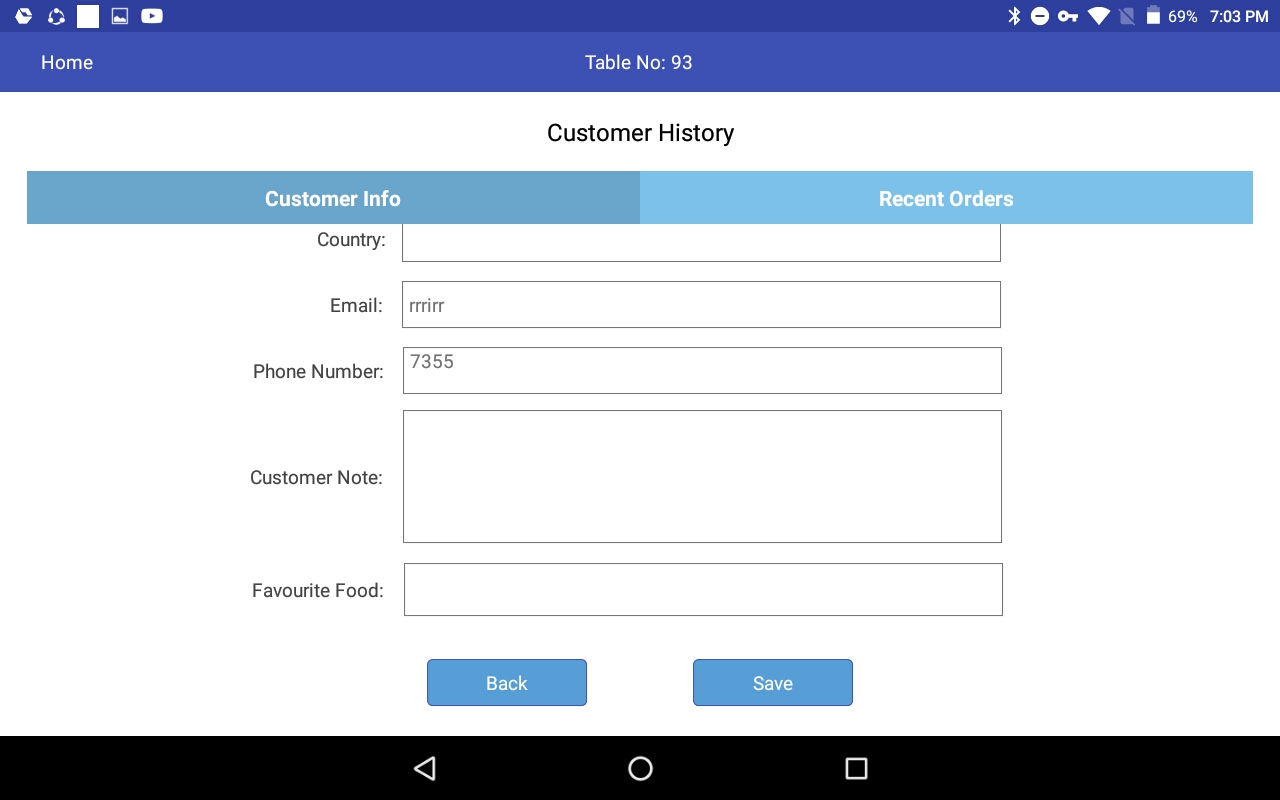 69% 7:03 PM
Home Table No: 93
Customer History
Customer Info Recent Orders
Country:
Email: rrrirr
Phone Number: 7355
Customer Note:
Favourite Food:
Back Save